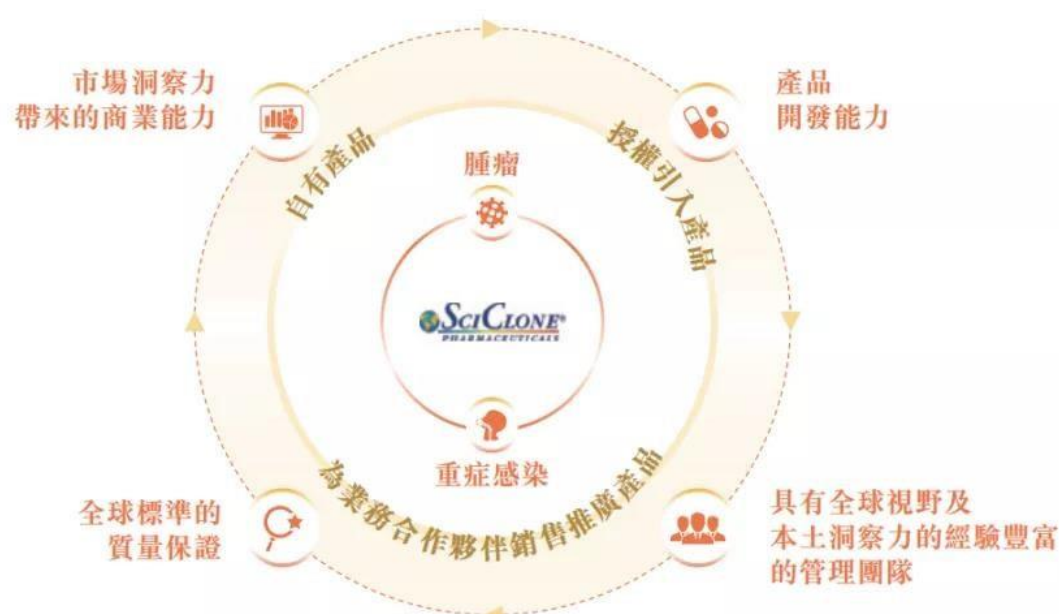 市場洞察力
帶來的商業能力
產品
開發能力
自有產品
授權引入產品
腫瘤
SCICLONE®
PHARMACEUTICALS
重症感染
為業務合作夥伴銷售推廣產品
全球標準的
質量保證
具有全球視野及
本土洞察力的經驗豐富
的管理團隊